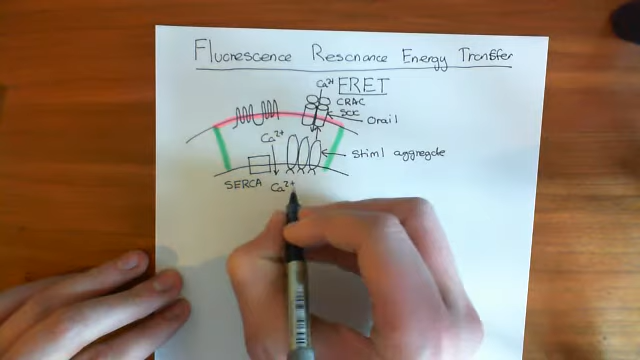 Fluorescence Resonance Energy Transfer
Ca2+ FRET
CRAC
SOC
Orai1
Ca2+
Stim1 aggregate
SERCA Ca2+